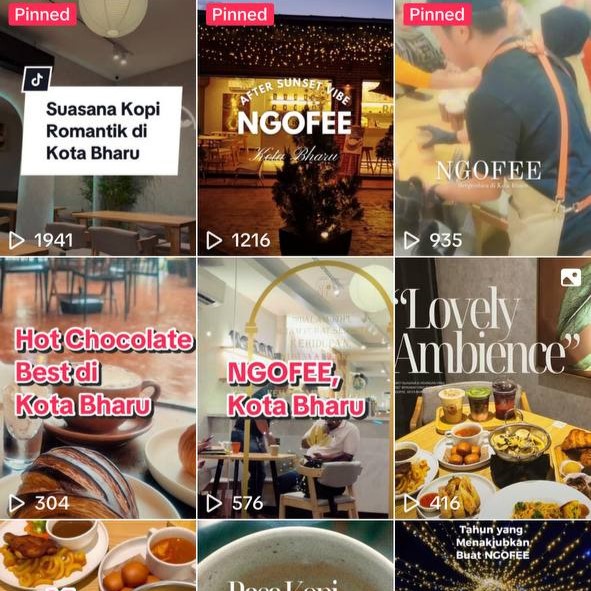 Pinned
Suasana Kopi
Romantik di
Kota Bharu
1941
Pinned
AFTER SUNSET VIBE
NGOFEE
Kota Bharu
1216
Pinned
NGOFEE
935
Hot Chocolate
Best di
Kota Bharu
304
NGOFEE,
Kota Bharu
576
“Lovely
Ambience”
416
Rasa Kopi
Tahun yang
Menakjubkan
Buat NGOFEE